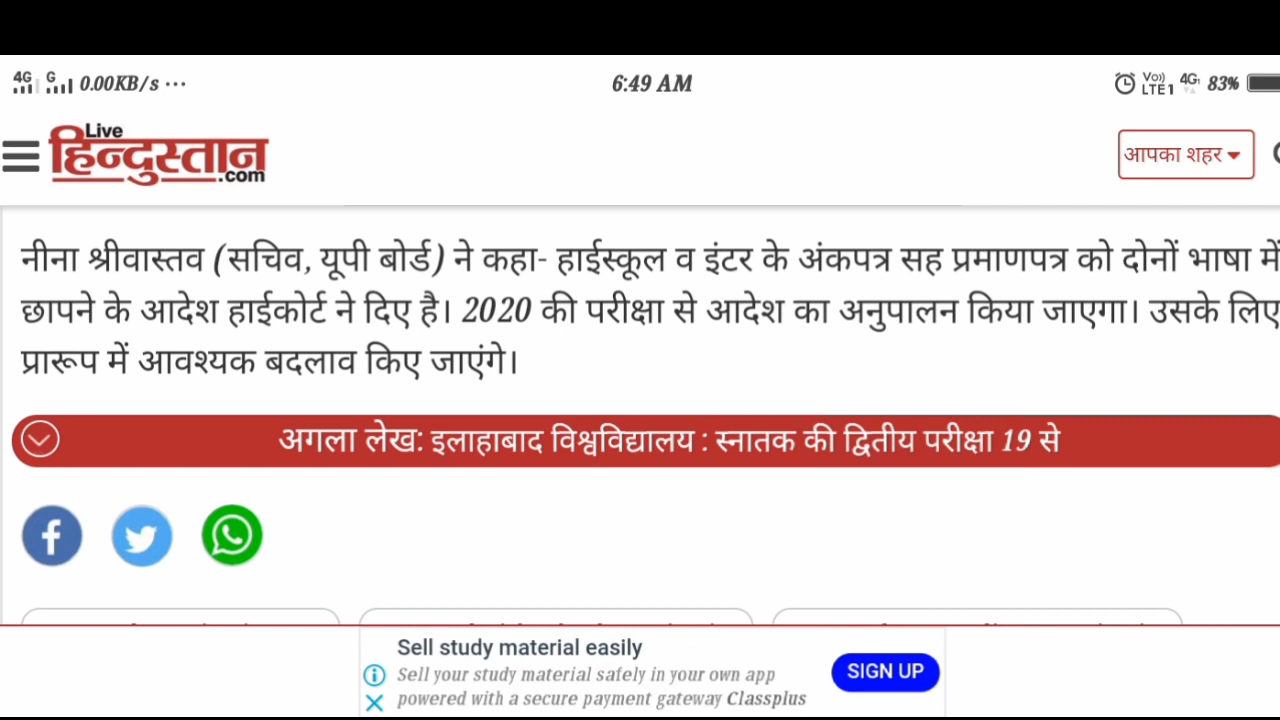 4G G 0.00KB/s ... 6:49 AM Vo)) LTE1 4G 83%
Live
हिन्दुस्तान
.com
आपका शहर
नीना श्रीवास्तव (सचिव, यूपी बोर्ड) ने कहा- हाईस्कूल व इंटर के अंकपत्र सह प्रमाणपत्र को दोनों भाषा में
छापने के आदेश हाईकोर्ट ने दिए है। 2020 की परीक्षा से आदेश का अनुपालन किया जाएगा। उसके लिए
प्रारूप में आवश्यक बदलाव किए जाएंगे।
अगला लेख: इलाहाबाद विश्वविद्यालय : स्नातक की द्वितीय परीक्षा 19 से
Sell study material easily
Sell your study material safely in your own app
powered with a secure payment gateway Classplus
SIGN UP